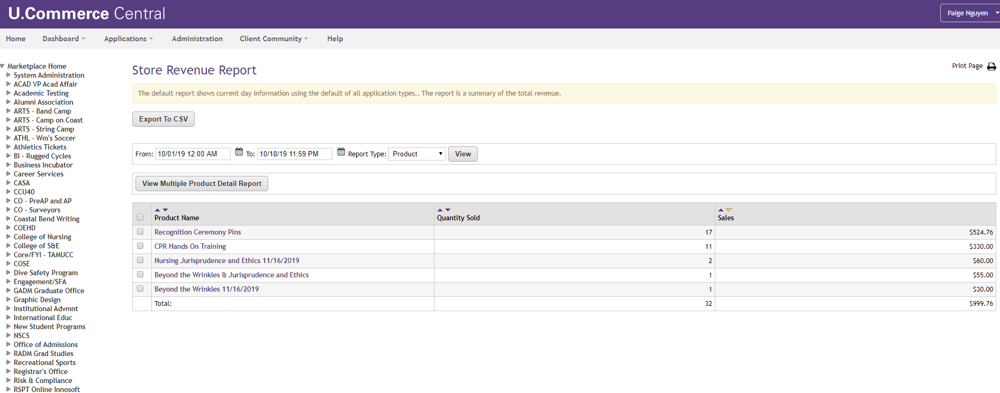 U.Commerce Central
Paige Nguyen
Home Dashboard Applications Administration Client Community Help
Marketplace Home
System Administration
ACAD VP Acad Affair
Academic Testing
Alumni Association
ARTS - Band Camp
ARTS - Camp on Coast
ARTS - String Camp
ATHL - Wm's Soccer
Athletics Tickets
BI - Rugged Cycles
Business Incubator
Career Services
CASA
CCU40
CO - PreAP and AP
CO - Surveyors
Coastal Bend Writing
COEHD
College of Nursing
College of S&E
Core/FYI - TAMUCC
COSE
Dive Safety Program
Engagement/SFA
GADM Graduate Office
Graphic Design
Institutional Advmnt
International Educ
New Student Programs
NSCS
Office of Admissions
RADM Grad Studies
Recreational Sports
Registrar's Office
Risk & Compliance
RSPT Online Innosoft
Store Revenue Report
Print Page
The default report shows current day information using the default of all application types.. The report is a summary of the total revenue.
Export To CSV
From: 10/01/19 12:00 AM To: 10/18/19 11:59 PM Report Type: Product View
View Multiple Product Detail Report
Product Name Quantity Sold Sales
Recognition Ceremony Pins 17 $524.76
CPR Hands On Training 11 $330.00
Nursing Jurisprudence and Ethics 11/16/2019 2 $60.00
Beyond the Wrinkles & Jurisprudence and Ethics 1 $55.00
Beyond the Wrinkles 11/16/2019 1 $30.00
Total: 32 $999.76